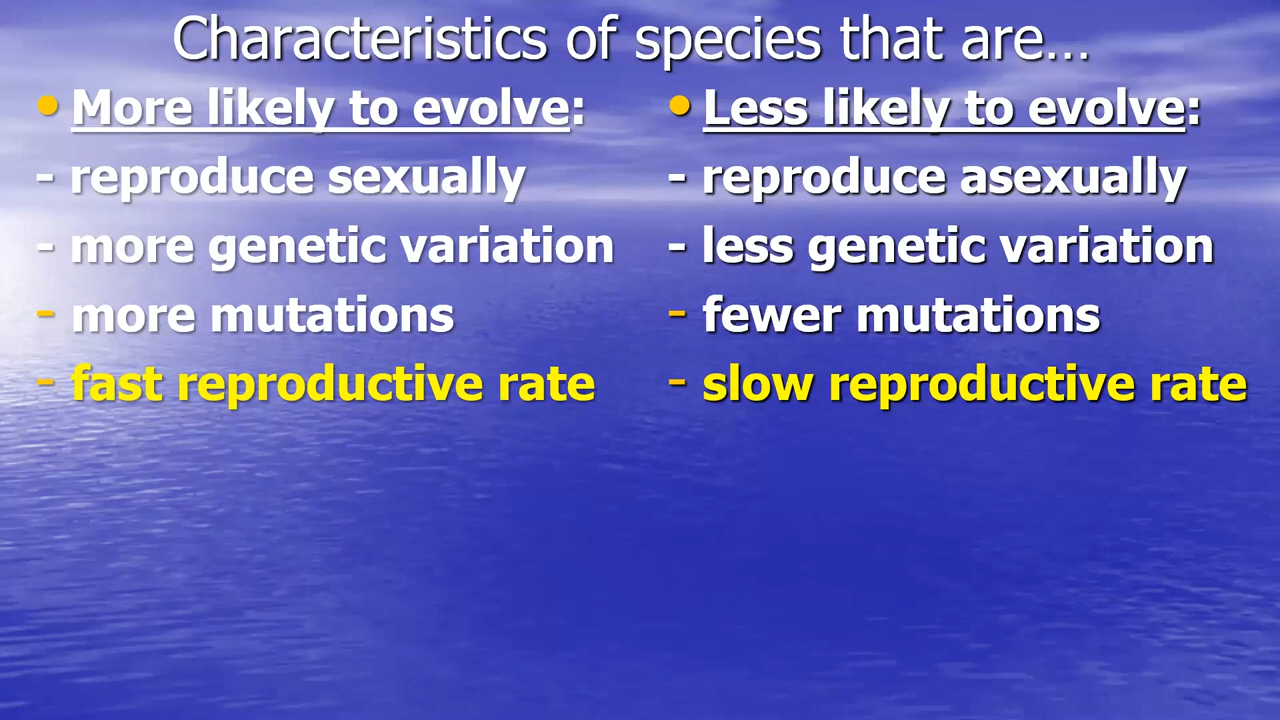 Characteristics of species that are…
• More likely to evolve:
- reproduce sexually
- more genetic variation
- more mutations
- fast reproductive rate
• Less likely to evolve:
- reproduce asexually
- less genetic variation
- fewer mutations
- slow reproductive rate